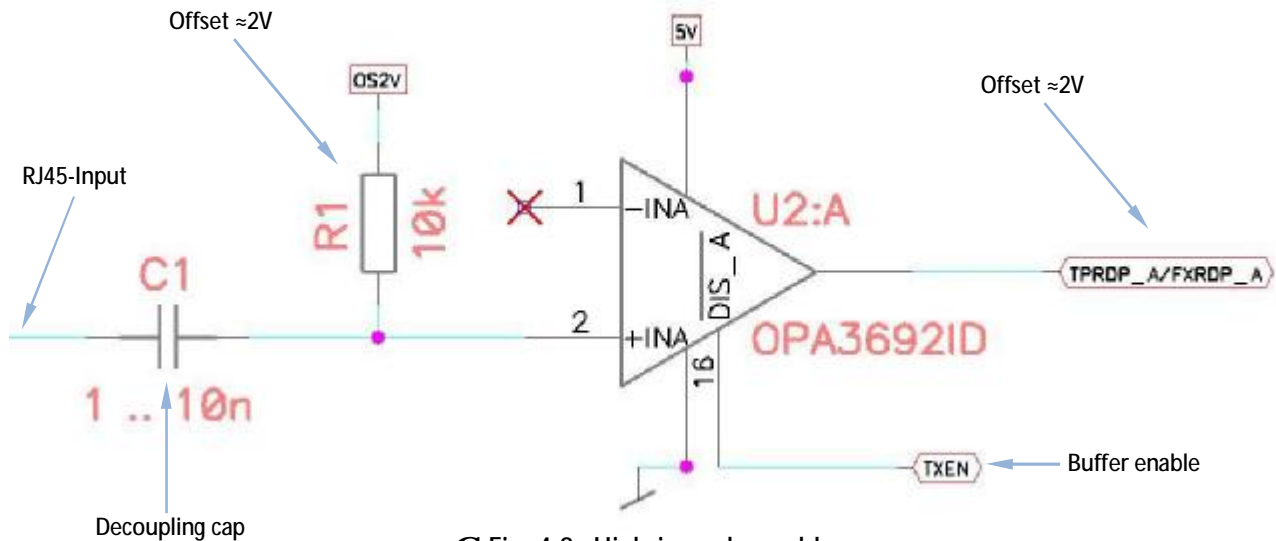 Offset ≈2V
5V
OS2V
Offset ≈2V
RJ45-Input
R1
10k
1
-INA
U2:A
DIS_A
TPRDP_A/FXRDP_A
C1
2
+INA
OPA3692ID
16
1 .. 10n
TXEN
Buffer enable
Decoupling cap